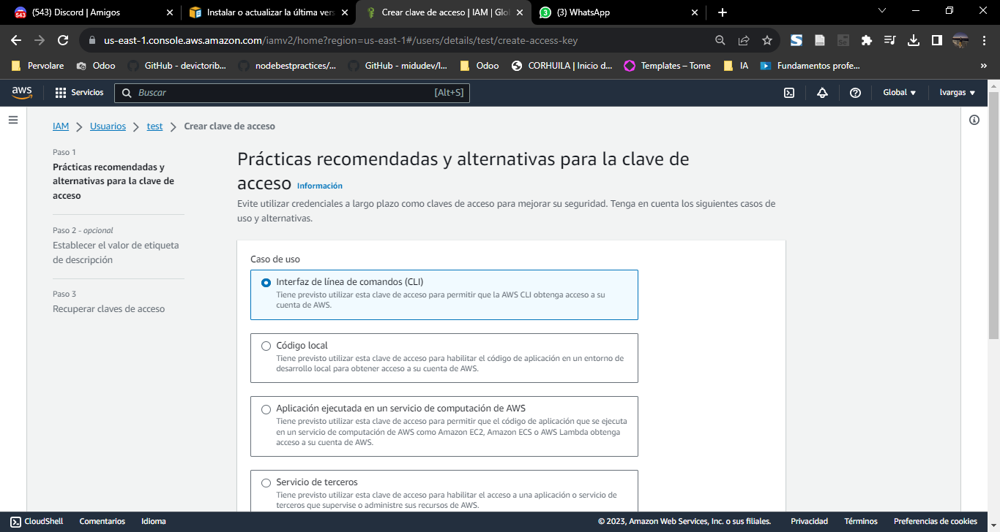 (543) Discord | Amigos
Instalar o actualizar la última vers
Crear clave de acceso | IAM | Glo
(3) WhatsApp
us-east-1.console.aws.amazon.com/iamv2/home?region=us-east-1#/users/details/test/create-access-key
Pervolare
Odoo
GitHub - devictorib...
nodebestpractices/...
GitHub - midudev/l...
Odoo
CORHUILA | Inicio d...
Templates – Tome
IA
Fundamentos profe...
»
aws
Servicios
Buscar
[Alt+S]
Global
lvargas
IAM
Usuarios
test
Crear clave de acceso
Paso 1
Prácticas recomendadas y
alternativas para la clave de
acceso
Paso 2 - opcional
Establecer el valor de etiqueta
de descripción
Paso 3
Recuperar claves de acceso
Prácticas recomendadas y alternativas para la clave de
acceso Información
Evite utilizar credenciales a largo plazo como claves de acceso para mejorar su seguridad. Tenga en cuenta los siguientes casos de
uso y alternativas.
Caso de uso
Interfaz de línea de comandos (CLI)
Tiene previsto utilizar esta clave de acceso para permitir que la AWS CLI obtenga acceso a su
cuenta de AWS.
Código local
Tiene previsto utilizar esta clave de acceso para habilitar el código de aplicación en un entorno de
desarrollo local para obtener acceso a su cuenta de AWS.
Aplicación ejecutada en un servicio de computación de AWS
Tiene previsto utilizar esta clave de acceso para permitir que el código de aplicación que se ejecuta
en un servicio de computación de AWS como Amazon EC2, Amazon ECS o AWS Lambda obtenga
acceso a su cuenta de AWS.
Servicio de terceros
Tiene previsto utilizar esta clave de acceso para habilitar el acceso a una aplicación o servicio de
terceros que supervise o administre sus recursos de AWS.
CloudShell
Comentarios
Idioma
© 2023, Amazon Web Services, Inc. o sus filiales.
Privacidad
Términos
Preferencias de cookies